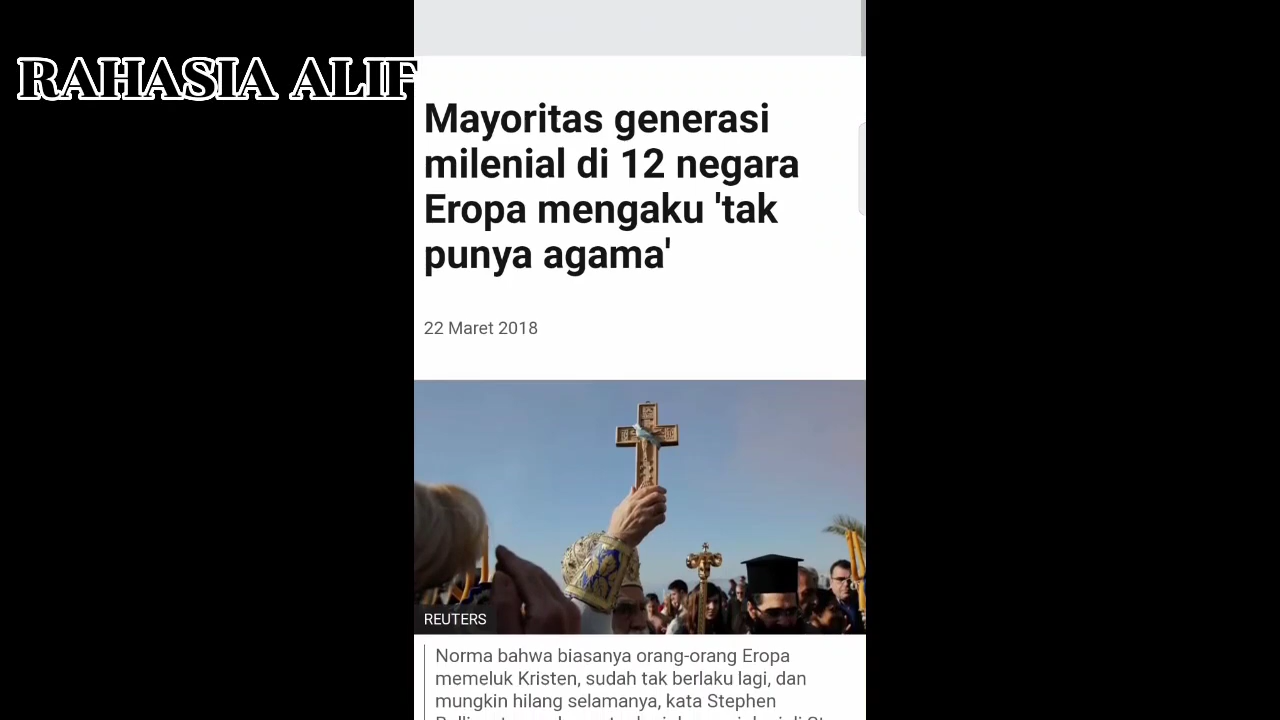 RAHASIA ALIF
Mayoritas generasi
milenial di 12 negara
Eropa mengaku 'tak
punya agama'
22 Maret 2018
REUTERS
Norma bahwa biasanya orang-orang Eropa
memeluk Kristen, sudah tak berlaku lagi, dan
mungkin hilang selamanya, kata Stephen